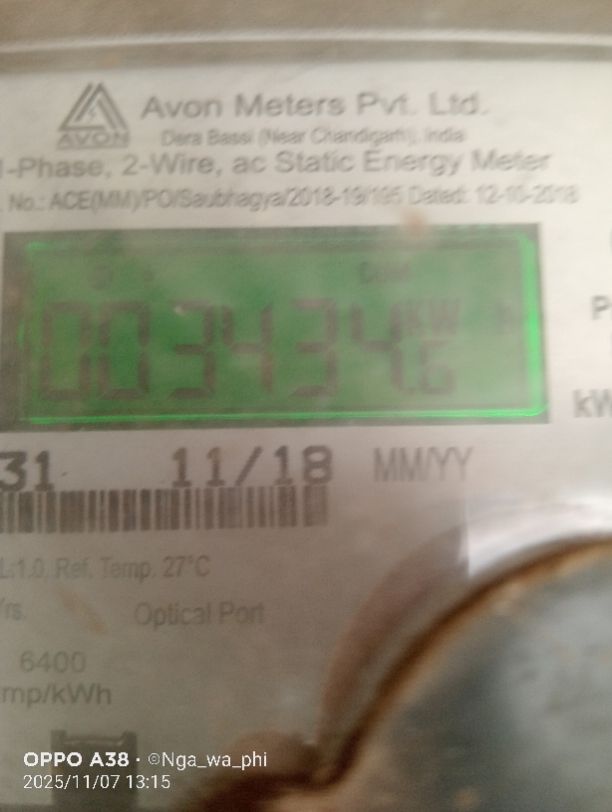 AVON
Avon Meters Pvt. Ltd.
Dera Bassi (Near Chandigarh), India
1-Phase, 2-Wire, ac Static Energy Meter
No.: ACE(MM)/PO/Saubhagya/2018-19/195 Dated: 12-10-2018
CUM
003434.6 kW h
31 11/18 MM/YY
L:1.0, Ref. Temp. 27°C
Yrs. Optical Port
6400
mp/kWh
kW
OPPO A38 · ©Nga_wa_phi
2025/11/07 13:15